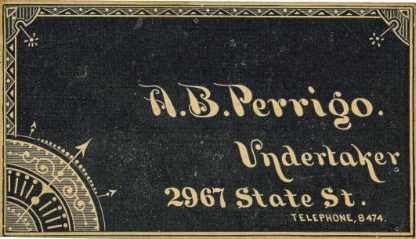 A.B.Perrigo.
Undertaker
2967 State St.
TELEPHONE, 8474.